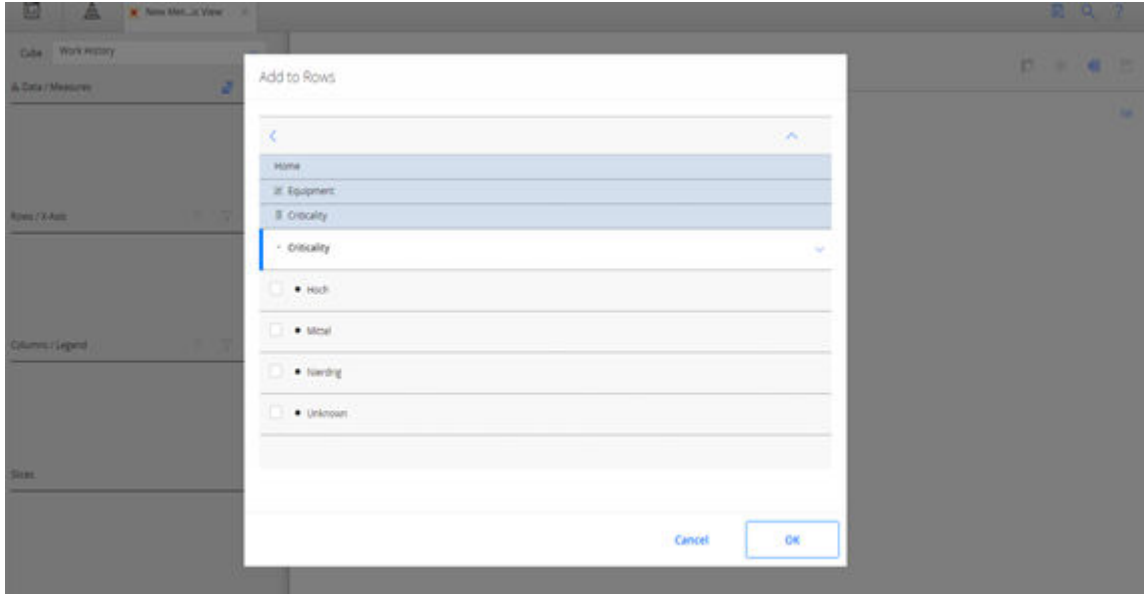 New Met...ic View
Cube Work History
Data / Measures
Rows / X-Axis
Columns / Legend
Slices
Add to Rows
Home
Equipment
Criticality
Criticality
Hoch
Mittel
Unknown
Cancel OK